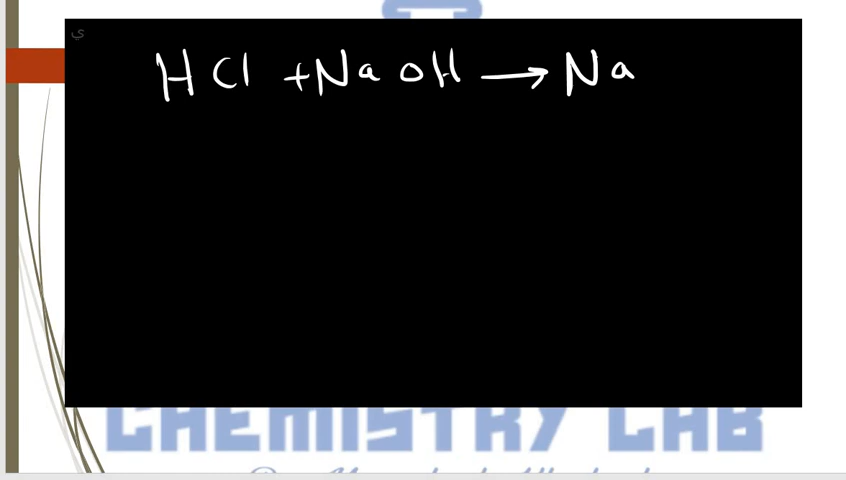 ي
HCl + NaOH → Na
CHEMISTRY LAB